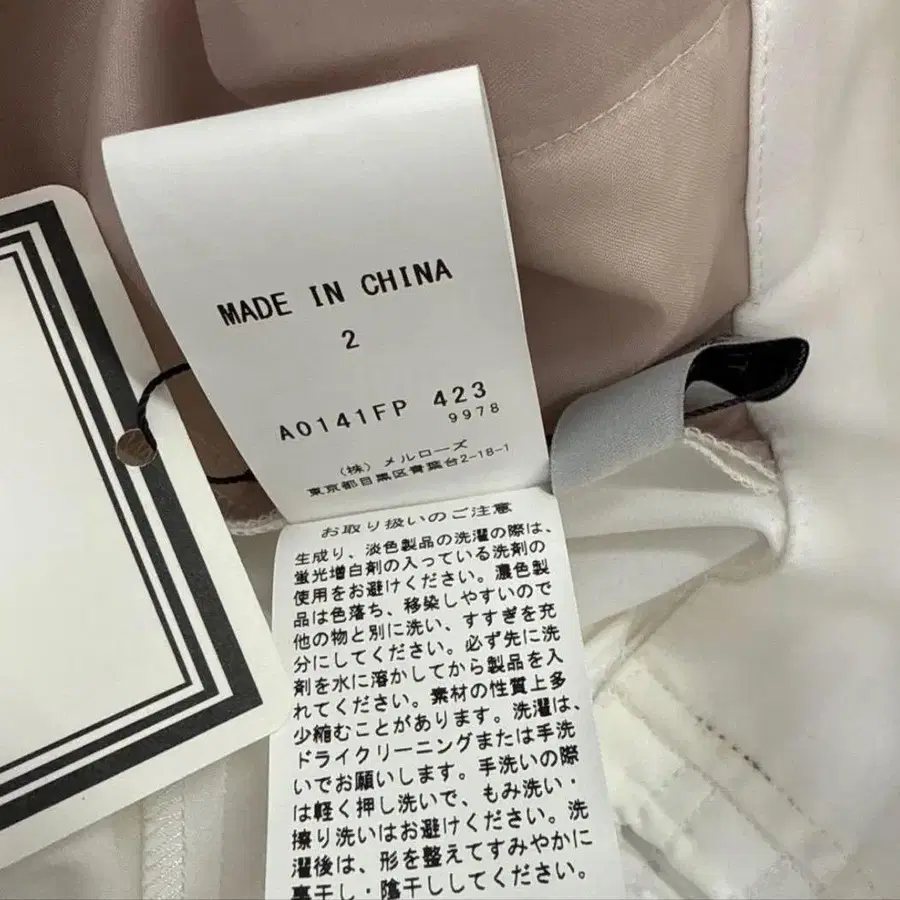 MADE IN CHINA
2
A0141FP 423
9978
(株) メルローズ
東京都目黒区青葉台2-18-1
お取り扱いのご注意
生成り、淡色製品の洗濯の際は、
蛍光増白剤の入っている洗剤の
使用をお避けください。濃色製
品は色落ち、移染しやすいので
他の物と別に洗い、すすぎを充
分にしてください。必ず先に洗
剤を水に溶かしてから製品を入
れてください。素材の性質上多
少縮むことがあります。洗濯は、
ドライクリーニングまたは手洗
いでお願いします。手洗いの際
は軽く押し洗いで、もみ洗い・
擦り洗いはお避けください。洗
濯後は、形を整えてすみやかに
裏干し・陰干ししてください。